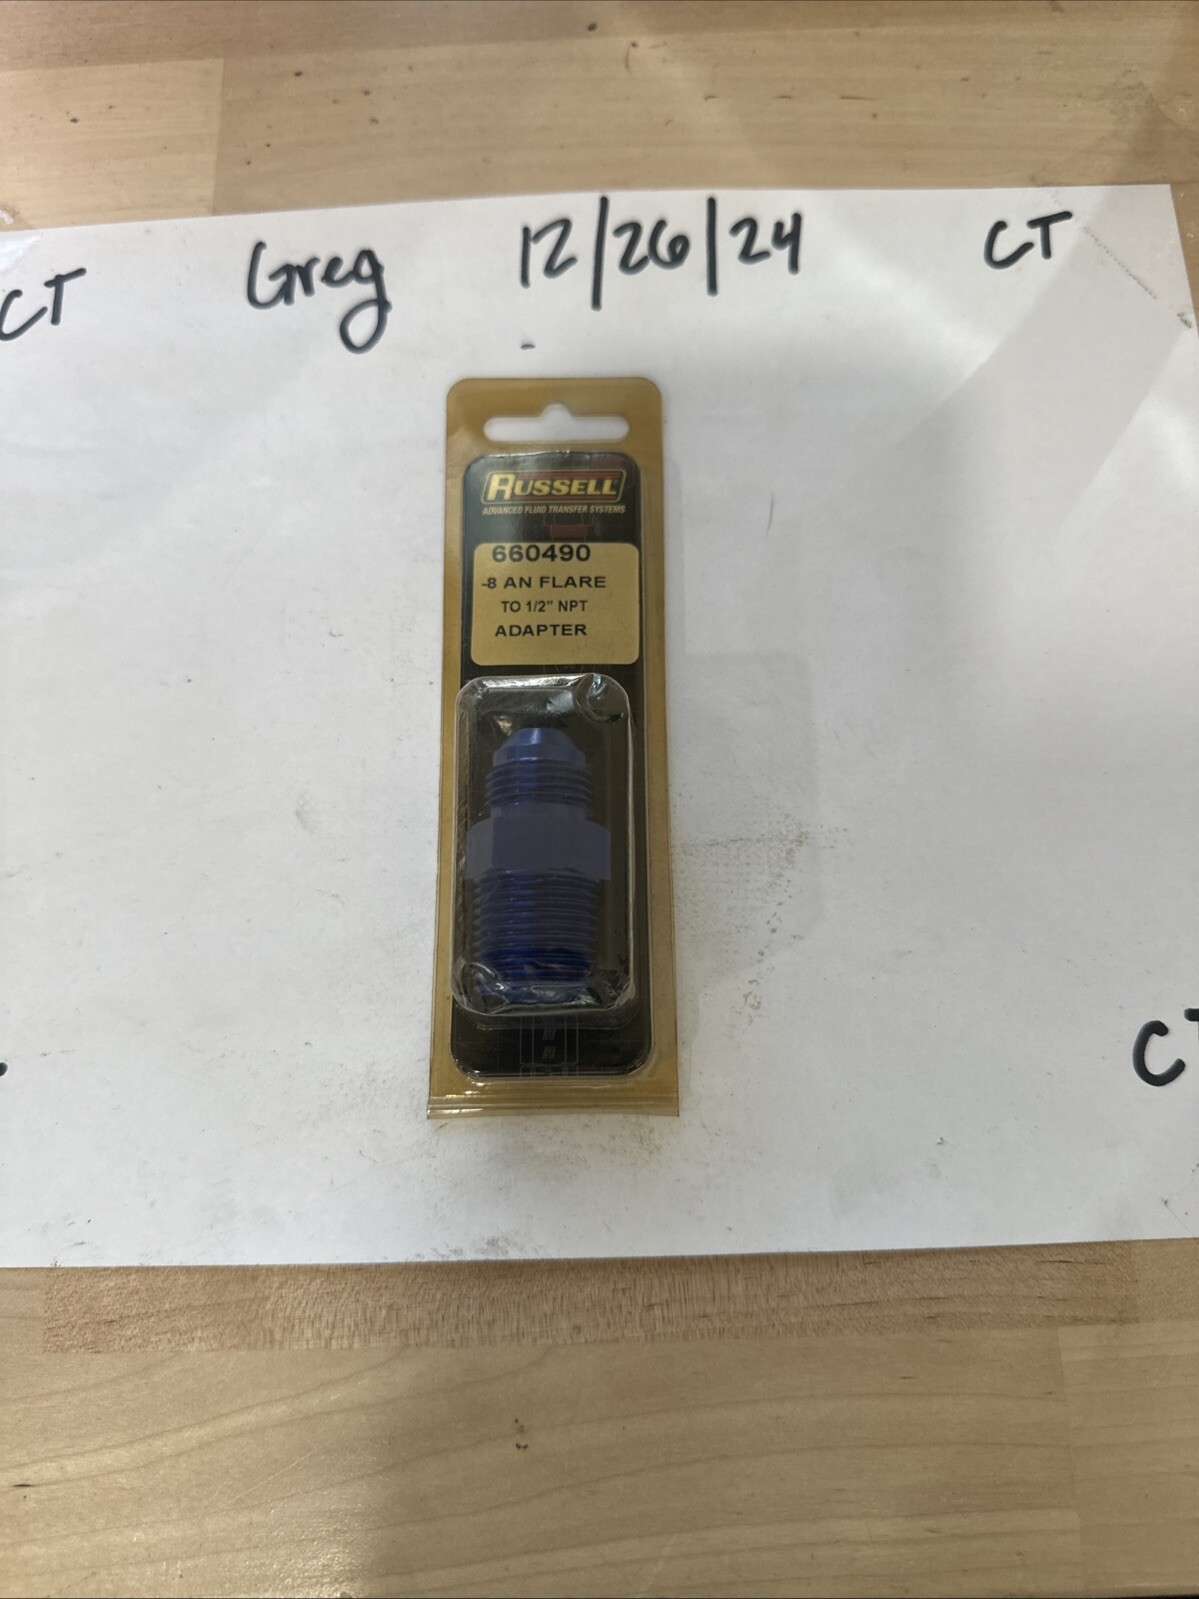 CT Greg 12/26/24 CT
RUSSELL
ADVANCED FLUID TRANSFER SYSTEMS
660490
-8 AN FLARE
TO 1/2" NPT
ADAPTER
CT